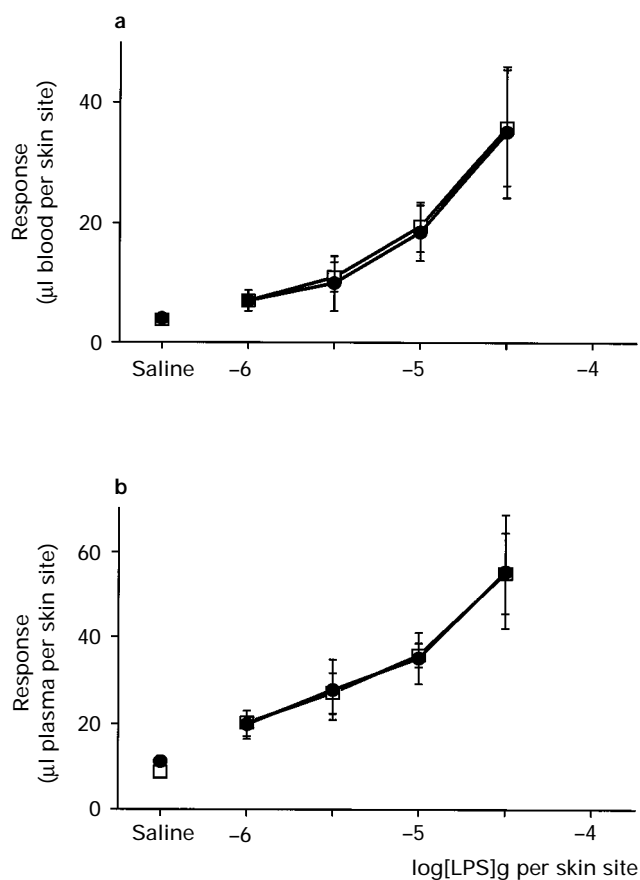 a
Response
(µl blood per skin site)
40
20
0
Saline
–6
–5
–4
b
Response
(µl plasma per skin site)
60
40
20
0
Saline
–6
–5
–4
log[LPS]g per skin site